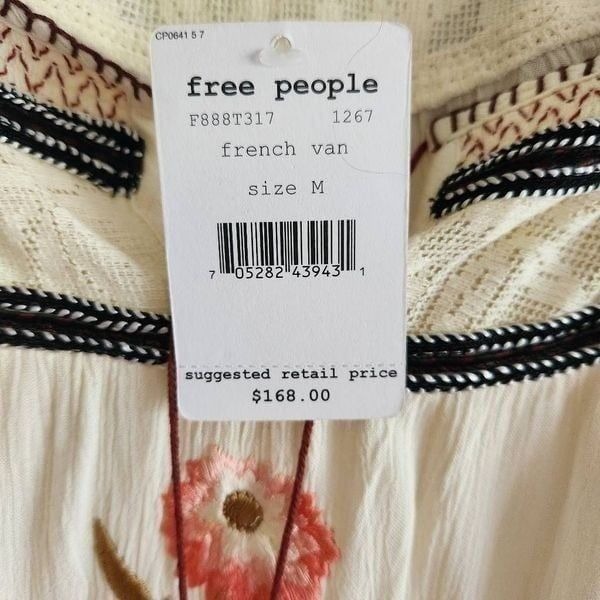 CP0641 5 7
free people
F888T317 1267
french van
size M
7 05282 43943 1
suggested retail price
$168.00